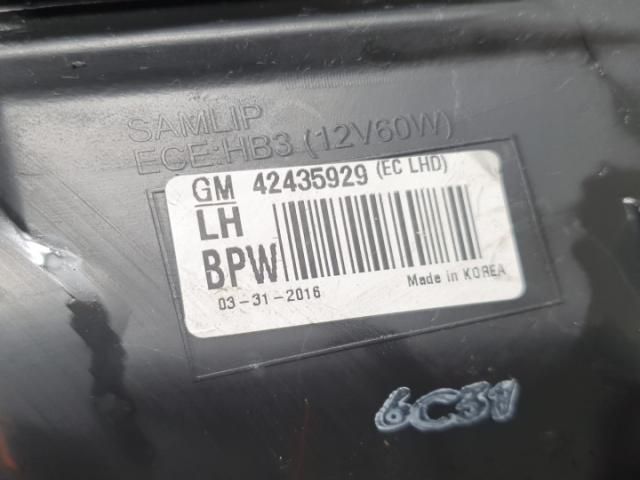 SAMLIP
ECE:HB3 (12V60W)
GM 42435929 (EC LHD)
LH
BPW
03-31-2016 Made in KOREA
6C31